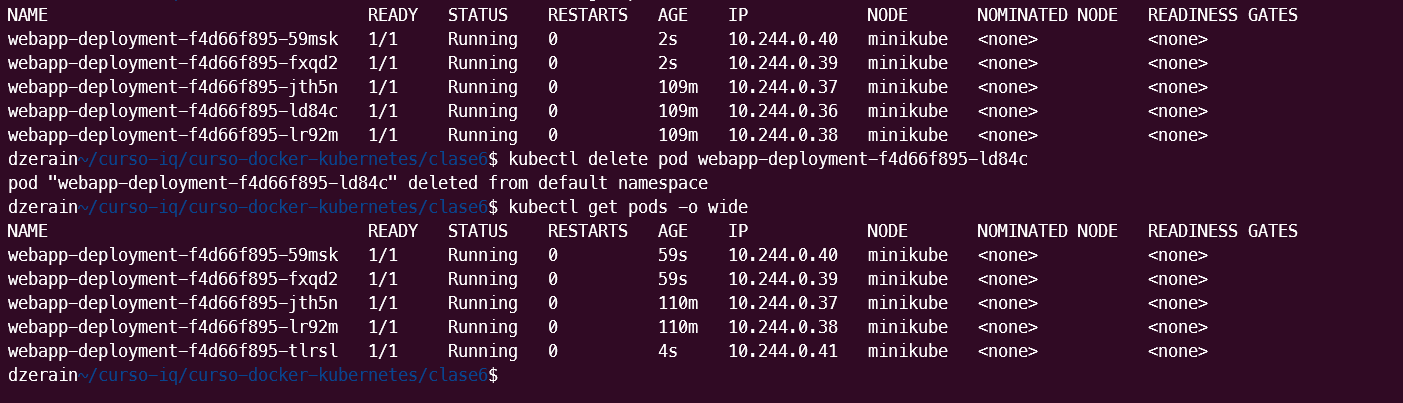 NAME READY STATUS RESTARTS AGE IP NODE NOMINATED NODE READINESS GATES
webapp-deployment-f4d66f895-59msk 1/1 Running 0 2s 10.244.0.40 minikube <none> <none>
webapp-deployment-f4d66f895-fxqd2 1/1 Running 0 2s 10.244.0.39 minikube <none> <none>
webapp-deployment-f4d66f895-jth5n 1/1 Running 0 109m 10.244.0.37 minikube <none> <none>
webapp-deployment-f4d66f895-ld84c 1/1 Running 0 109m 10.244.0.36 minikube <none> <none>
webapp-deployment-f4d66f895-lr92m 1/1 Running 0 109m 10.244.0.38 minikube <none> <none>
dzerain~/curso-iq/curso-docker-kubernetes/clase6$ kubectl delete pod webapp-deployment-f4d66f895-ld84c
pod "webapp-deployment-f4d66f895-ld84c" deleted from default namespace
dzerain~/curso-iq/curso-docker-kubernetes/clase6$ kubectl get pods -o wide
NAME READY STATUS RESTARTS AGE IP NODE NOMINATED NODE READINESS GATES
webapp-deployment-f4d66f895-59msk 1/1 Running 0 59s 10.244.0.40 minikube <none> <none>
webapp-deployment-f4d66f895-fxqd2 1/1 Running 0 59s 10.244.0.39 minikube <none> <none>
webapp-deployment-f4d66f895-jth5n 1/1 Running 0 110m 10.244.0.37 minikube <none> <none>
webapp-deployment-f4d66f895-lr92m 1/1 Running 0 110m 10.244.0.38 minikube <none> <none>
webapp-deployment-f4d66f895-tlrsl 1/1 Running 0 4s 10.244.0.41 minikube <none> <none>
dzerain~/curso-iq/curso-docker-kubernetes/clase6$